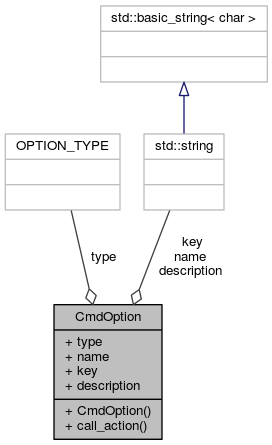 std::basic_string< char >
OPTION_TYPE
std::string
type
key
name
description
CmdOption
+ type
+ name
+ key
+ description
+ CmdOption()
+ call_action()